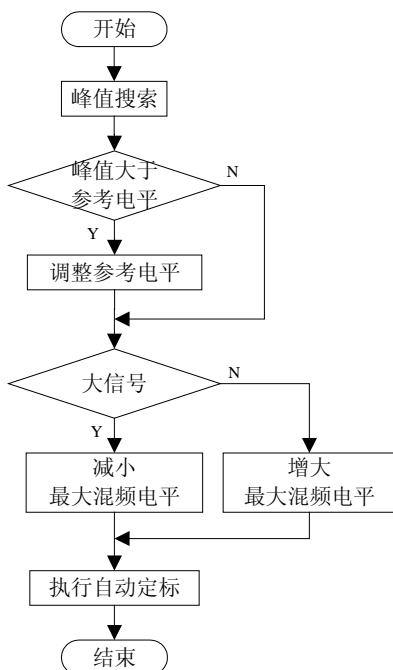 开始
峰值搜索
峰值大于
参考电平
N
Y
调整参考电平
大信号
N
Y
减小
最大混频电平
增大
最大混频电平
执行自动定标
结束